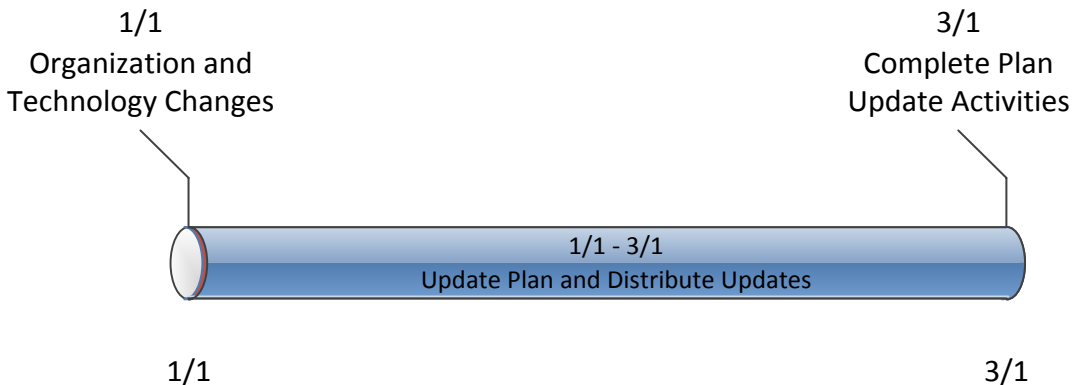 1/1
Organization and
Technology Changes
3/1
Complete Plan
Update Activities
1/1 - 3/1
Update Plan and Distribute Updates
1/1
3/1